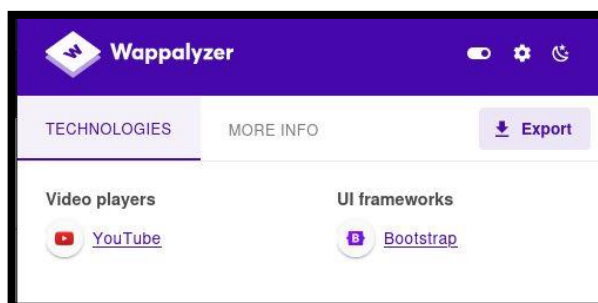 Wappalyzer
TECHNOLOGIES MORE INFO Export
Video players UI frameworks
YouTube B Bootstrap